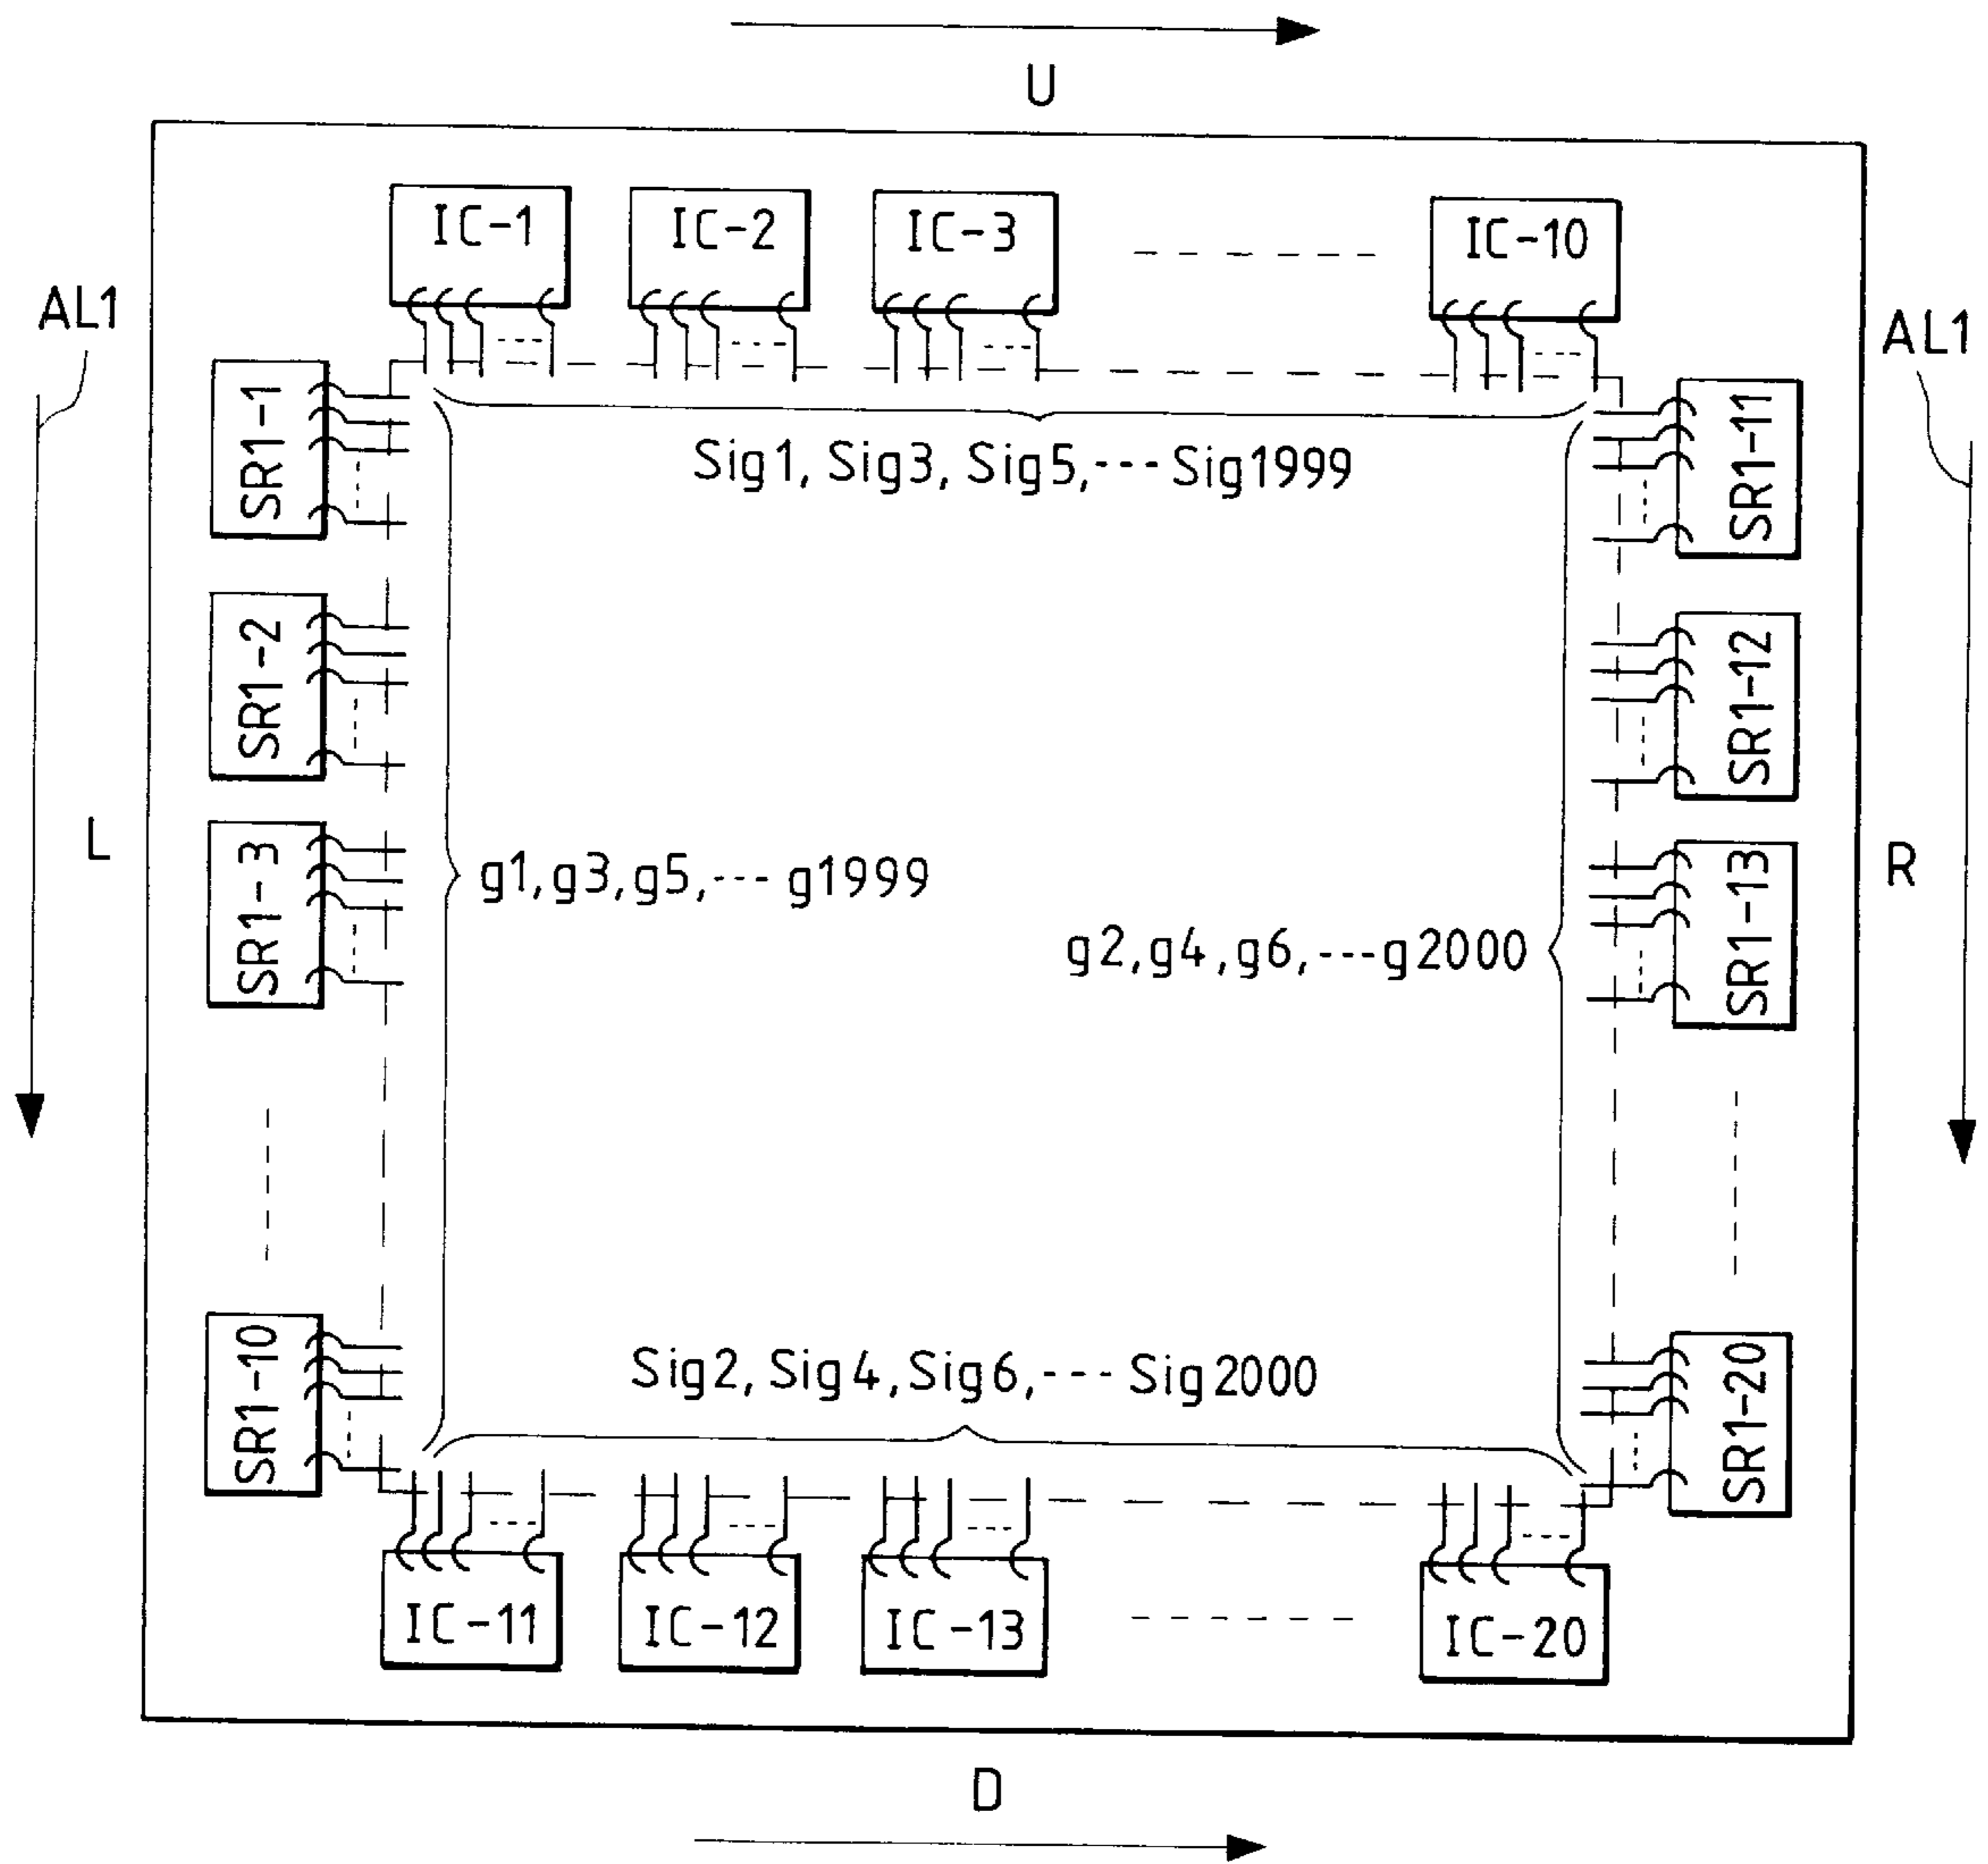 U
IC-1
IC-2
IC-3
IC-10
AL1
AL1
SR1-1
SR1-11
Sig1, Sig3, Sig5,--- Sig1999
SR1-2
SR1-12
L
R
SR1-3
SR1-13
g1,g3,g5,--- g1999
g2,g4,g6,---g2000
SR1-10
SR1-20
Sig2, Sig4, Sig6,--- Sig2000
IC-11
IC-12
IC-13
IC-20
D